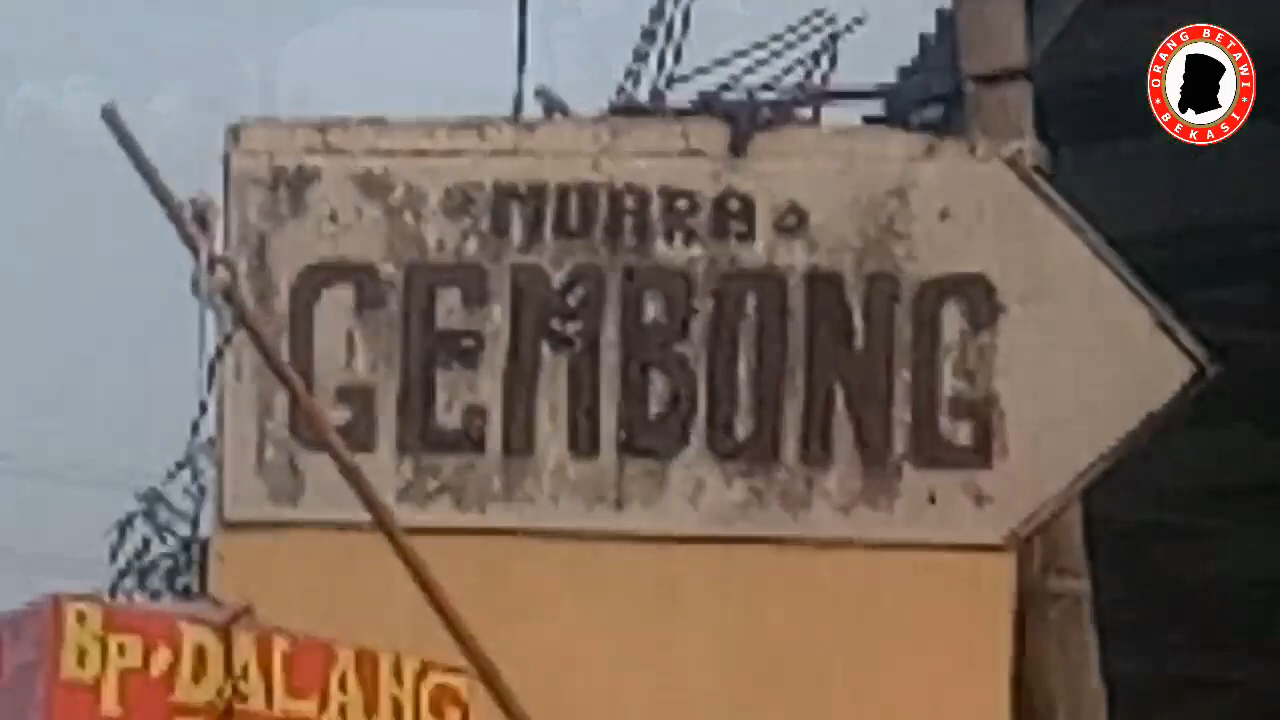 MUARA
GEMBONG
BP. DALANG
ORANG BETAWI
BEKASI